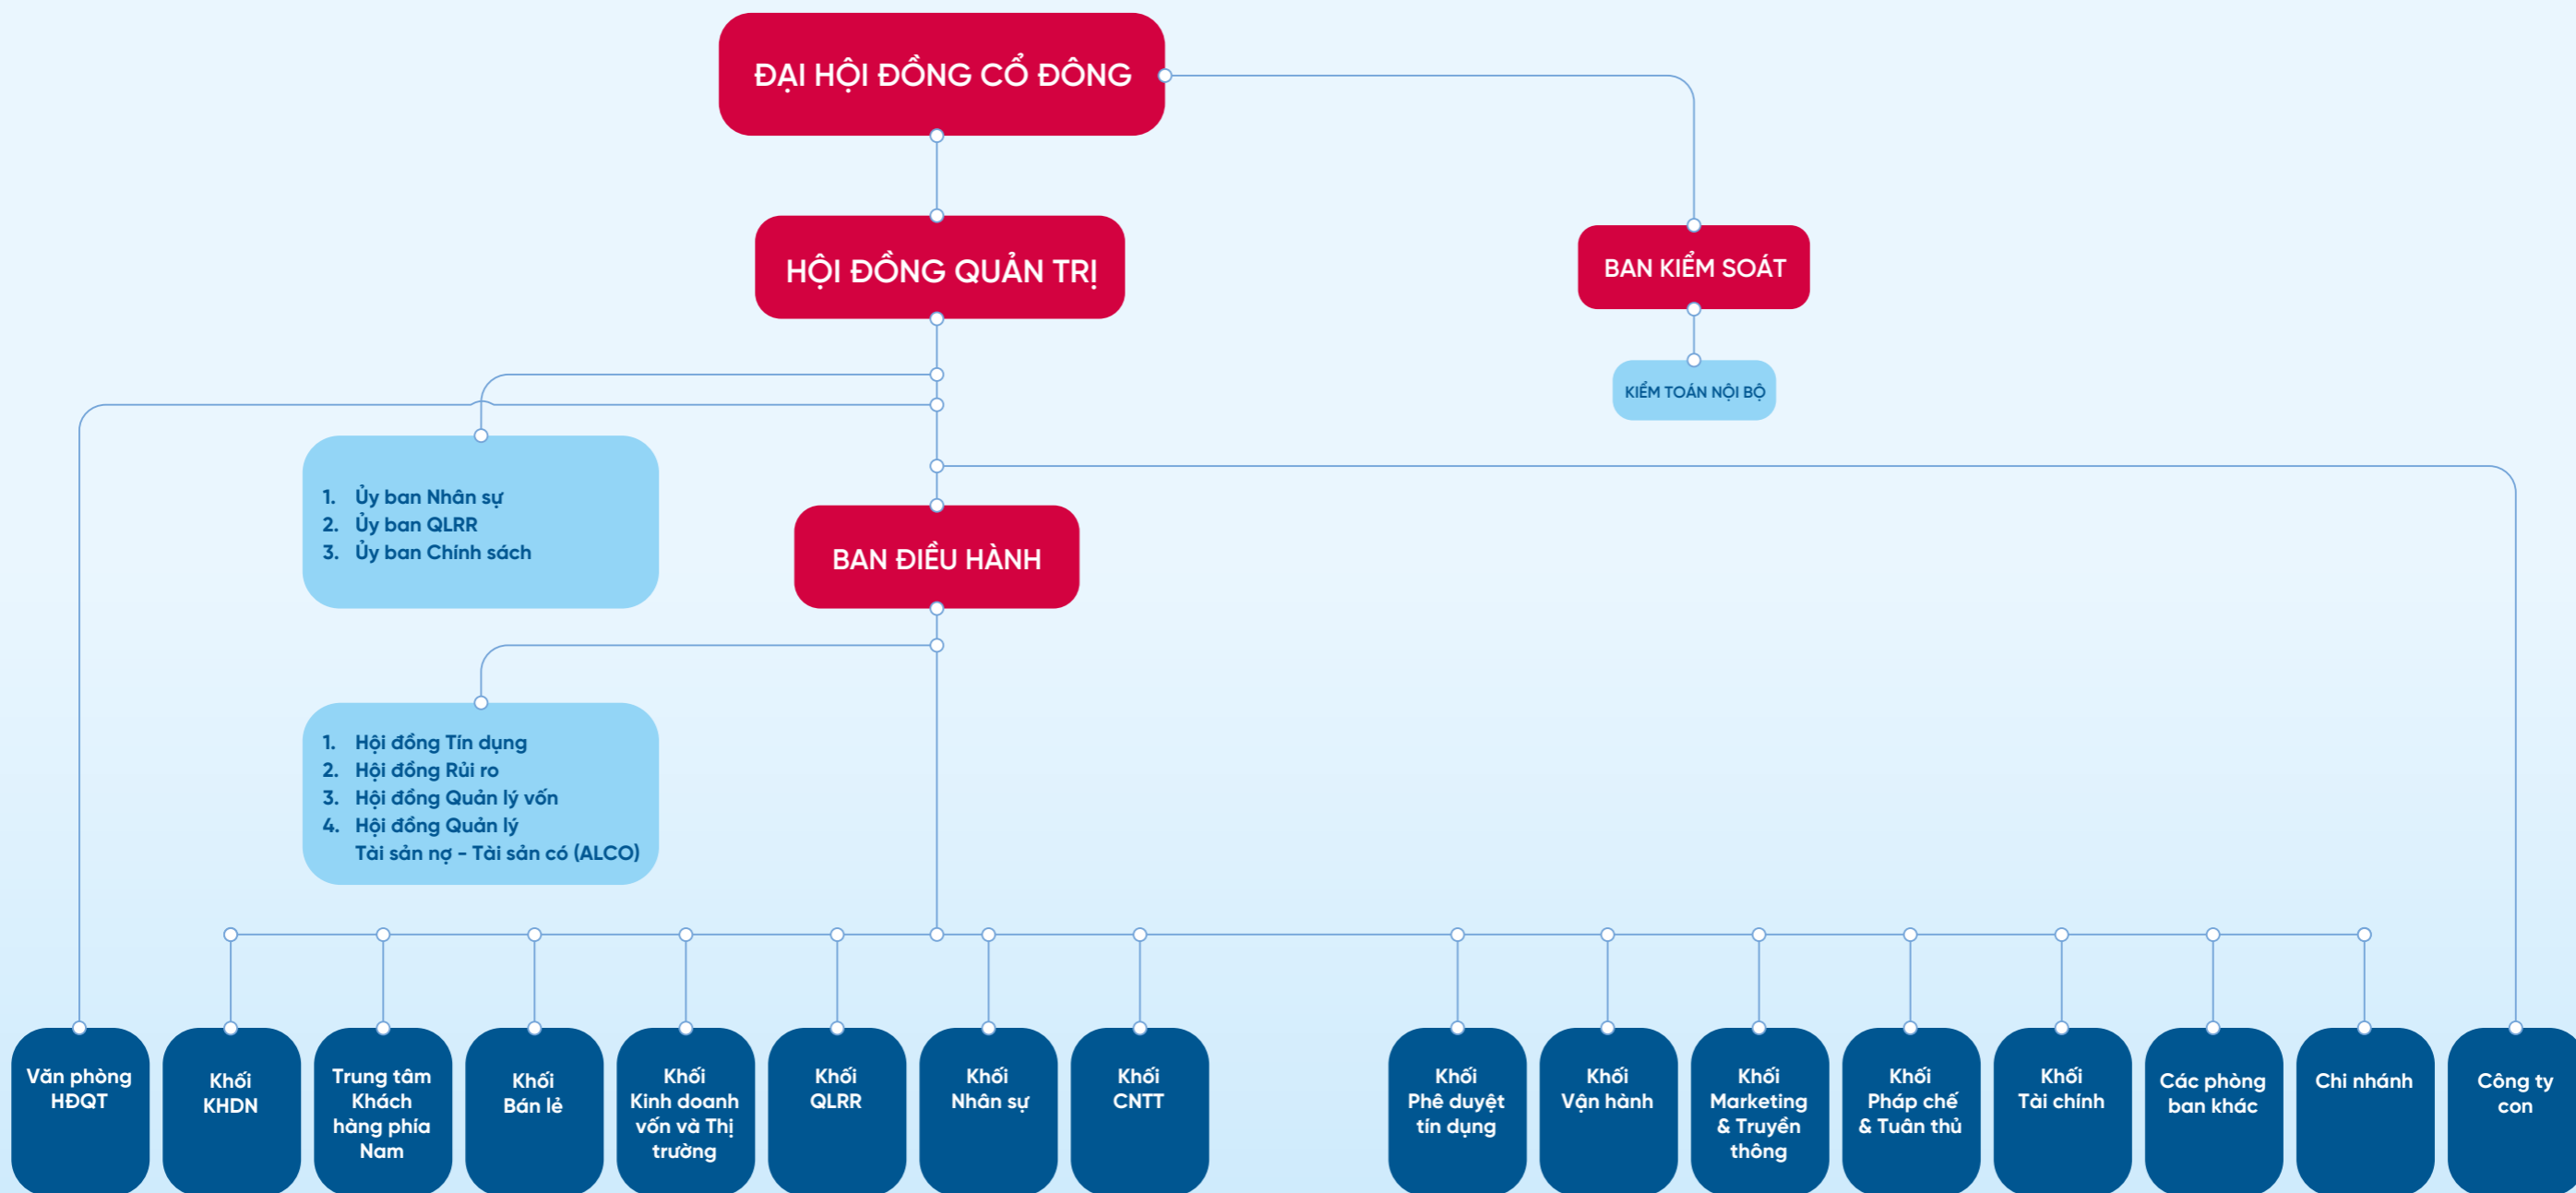 ĐẠI HỘI ĐỒNG CỔ ĐÔNG
HỘI ĐỒNG QUẢN TRỊ
BAN KIỂM SOÁT
KIỂM TOÁN NỘI BỘ
1. Ủy ban Nhân sự
2. Ủy ban QLRR
3. Ủy ban Chính sách
BAN ĐIỀU HÀNH
1. Hội đồng Tín dụng
2. Hội đồng Rủi ro
3. Hội đồng Quản lý vốn
4. Hội đồng Quản lý
Tài sản nợ - Tài sản có (ALCO)
Văn phòng
HĐQT
Khối
KHDN
Trung tâm
Khách
hàng phía
Nam
Khối
Bán lẻ
Khối
Kinh doanh
vốn và Thị
trường
Khối
QLRR
Khối
Nhân sự
Khối
CNTT
Khối
Phê duyệt
tín dụng
Khối
Vận hành
Khối
Marketing
& Truyền
thông
Khối
Pháp chế
& Tuân thủ
Khối
Tài chính
Các phòng
ban khác
Chi nhánh
Công ty
con